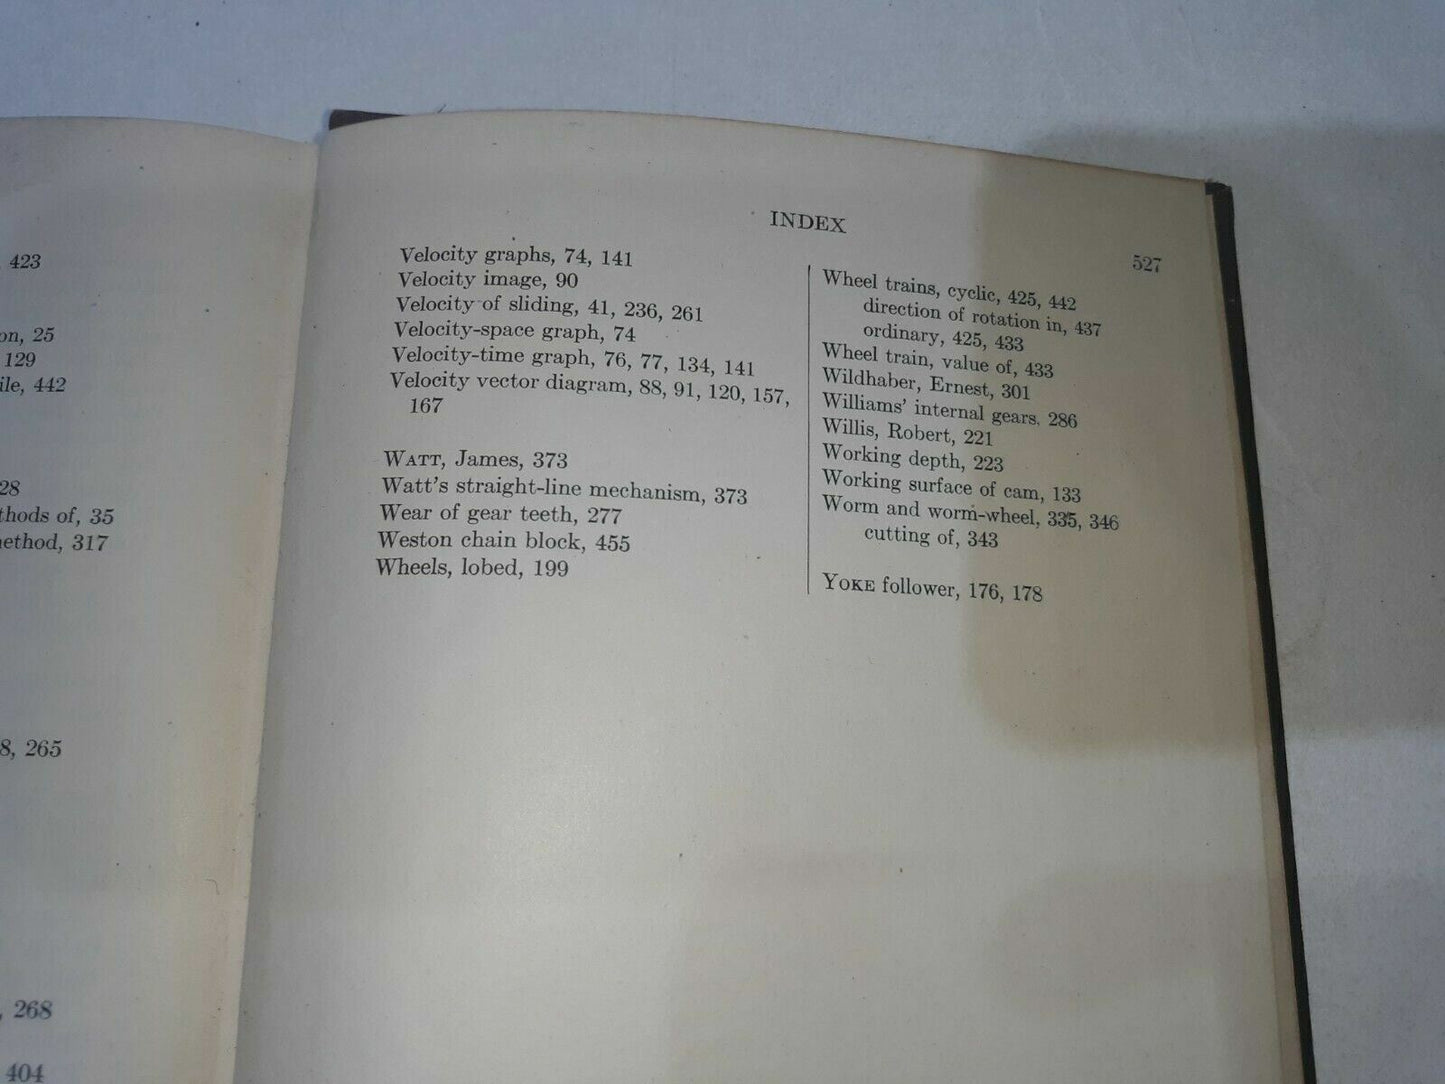 423
on, 25
129
ile, 442
28
thods of, 35
nethod, 317
8, 265
, 268
404
INDEX
527
Velocity graphs, 74, 141
Velocity image, 90
Velocity of sliding, 41, 236, 261
Velocity-space graph, 74
Velocity-time graph, 76, 77, 134, 141
Velocity vector diagram, 88, 91, 120, 157,
167
WATT, James, 373
Watt's straight-line mechanism, 373
Wear of gear teeth, 277
Weston chain block, 455
Wheels, lobed, 199
Wheel trains, cyclic, 425, 442
direction of rotation in, 437
ordinary, 425, 433
Wheel train, value of, 433
Wildhaber, Ernest, 301
Williams' internal gears, 286
Willis, Robert, 221
Working depth, 223
Working surface of cam, 133
Worm and worm-wheel, 335, 346
cutting of, 343
YOKE follower, 176, 178